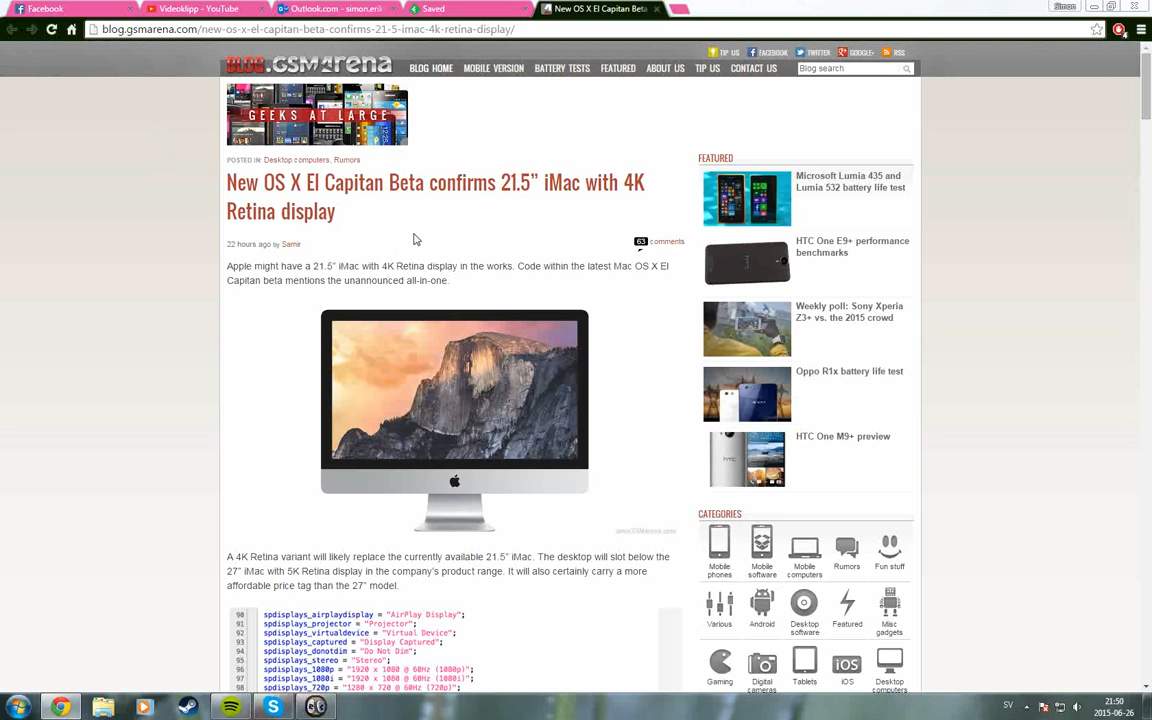 Facebook
Videoklipp - YouTube
Outlook.com - simon.erik
Saved
New OS X El Capitan Beta
Simon
blog.gsmarena.com/new-os-x-el-capitan-beta-confirms-21-5-imac-4k-retina-display/
TIP US
FACEBOOK
TWITTER
GOOGLE+
RSS
BLOG.GSMARENA
BLOG HOME
MOBILE VERSION
BATTERY TESTS
FEATURED
ABOUT US
TIP US
CONTACT US
Blog search
GEEKS AT LARGE
POSTED IN: Desktop computers, Rumors
New OS X El Capitan Beta confirms 21.5” iMac with 4K
Retina display
22 hours ago by Samir
63 comments
Apple might have a 21.5” iMac with 4K Retina display in the works. Code within the latest Mac OS X El
Capitan beta mentions the unannounced all-in-one.
A 4K Retina variant will likely replace the currently available 21.5” iMac. The desktop will slot below the
27” iMac with 5K Retina display in the company’s product range. It will also certainly carry a more
affordable price tag than the 27” model.
90 spdisplays_airplaydisplay = "AirPlay Display";
91 spdisplays_projector = "Projector";
92 spdisplays_virtualdevice = "Virtual Device";
93 spdisplays_captured = "Display Captured";
94 spdisplays_donotdim = "Do Not Dim";
95 spdisplays_stereo = "Stereo";
96 spdisplays_1080p = "1920 x 1080 @ 60Hz (1080p)";
97 spdisplays_1080i = "1920 x 1080 @ 60Hz (1080i)";
98 spdisplays_720p = "1280 x 720 @ 60Hz (720p)";
FEATURED
Microsoft Lumia 435 and
Lumia 532 battery life test
HTC One E9+ performance
benchmarks
Weekly poll: Sony Xperia
Z3+ vs. the 2015 crowd
Oppo R1x battery life test
HTC One M9+ preview
CATEGORIES
Mobile
phones
Mobile
software
Mobile
computers
Rumors
Fun stuff
Various
Android
Desktop
software
Featured
Misc
gadgets
Gaming
Digital
cameras
Tablets
iOS
iOS
Desktop
computers
SV
21:50
2015-06-26